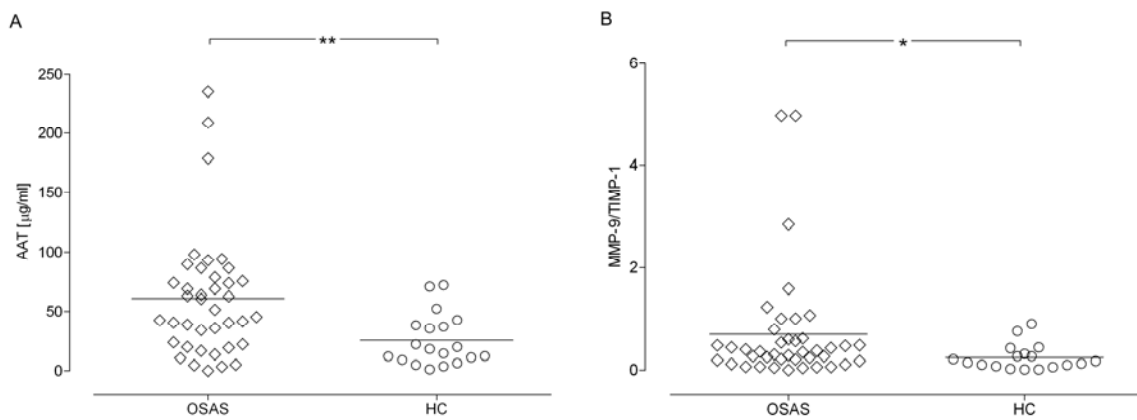 A
**
250
200
150
100
50
0
AAT [µg/ml]
OSAS
HC
B
*
6
4
2
0
MMP-9/TIMP-1
OSAS
HC